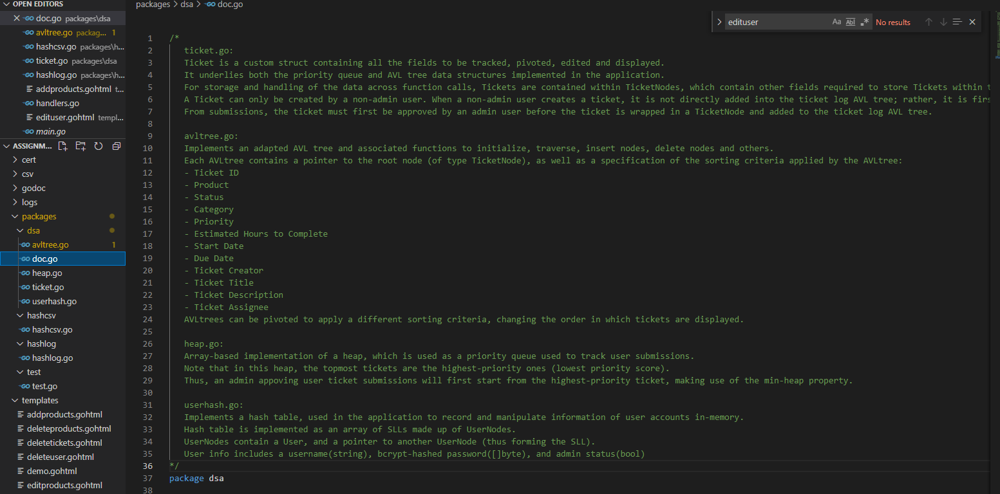 OPEN EDITORS
doc.go packages\dsa
avltree.go packag... 1
hashcsv.go packages\h...
ticket.go packages\dsa
hashlog.go packages\h...
addproducts.gohtml t...
handlers.go
edituser.gohtml templ...
main.go
ASSIGNM...
cert
csv
godoc
logs
packages
dsa
avltree.go 1
doc.go
heap.go
ticket.go
userhash.go
hashcsv
hashcsv.go
hashlog
hashlog.go
test
test.go
templates
addproducts.gohtml
deleteproducts.gohtml
deletetickets.gohtml
deleteuser.gohtml
demo.gohtml
editproducts.gohtml
packages > dsa > doc.go
edituser Aa Abl .* No results
1 /*
2 ticket.go:
3 Ticket is a custom struct containing all the fields to be tracked, pivoted, edited and displayed.
4 It underlies both the priority queue and AVL tree data structures implemented in the application.
5 For storage and handling of the data across function calls, Tickets are contained within TicketNodes, which contain other fields required to store Tickets within t
6 A Ticket can only be created by a non-admin user. When a non-admin user creates a ticket, it is not directly added into the ticket log AVL tree; rather, it is firs
7 From submissions, the ticket must first be approved by an admin user before the ticket is wrapped in a TicketNode and added to the ticket log AVL tree.
8
9 avltree.go:
10 Implements an adapted AVL tree and associated functions to initialize, traverse, insert nodes, delete nodes and others.
11 Each AVLtree contains a pointer to the root node (of type TicketNode), as well as a specification of the sorting criteria applied by the AVLtree:
12 - Ticket ID
13 - Product
14 - Status
15 - Category
16 - Priority
17 - Estimated Hours to Complete
18 - Start Date
19 - Due Date
20 - Ticket Creator
21 - Ticket Title
22 - Ticket Description
23 - Ticket Assignee
24 AVLtrees can be pivoted to apply a different sorting criteria, changing the order in which tickets are displayed.
25
26 heap.go:
27 Array-based implementation of a heap, which is used as a priority queue used to track user submissions.
28 Note that in this heap, the topmost tickets are the highest-priority ones (lowest priority score).
29 Thus, an admin appoving user ticket submissions will first start from the highest-priority ticket, making use of the min-heap property.
30
31 userhash.go:
32 Implements a hash table, used in the application to record and manipulate information of user accounts in-memory.
33 Hash table is implemented as an array of SLLs made up of UserNodes.
34 UserNodes contain a User, and a pointer to another UserNode (thus forming the SLL).
35 User info includes a username(string), bcrypt-hashed password([]byte), and admin status(bool)
36 */
37 package dsa
38